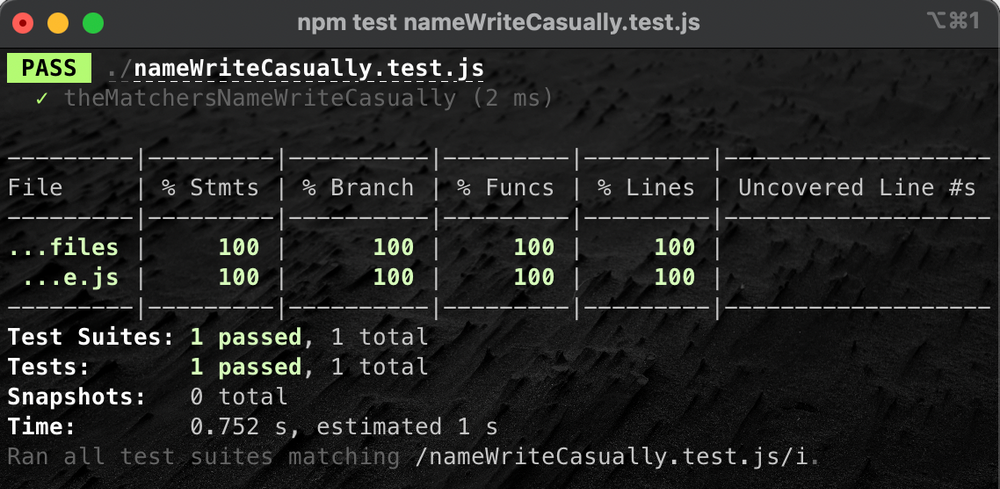 npm test nameWriteCasually.test.js ⌥⌘1
PASS ./nameWriteCasually.test.js
✓ theMatchersNameWriteCasually (2 ms)
---------|---------|----------|---------|---------|-------------------
File | % Stmts | % Branch | % Funcs | % Lines | Uncovered Line #s
---------|---------|----------|---------|---------|-------------------
...files | 100 | 100 | 100 | 100 |
...e.js | 100 | 100 | 100 | 100 |
---------|---------|----------|---------|---------|-------------------
Test Suites: 1 passed, 1 total
Tests: 1 passed, 1 total
Snapshots: 0 total
Time: 0.752 s, estimated 1 s
Ran all test suites matching /nameWriteCasually.test.js/i.